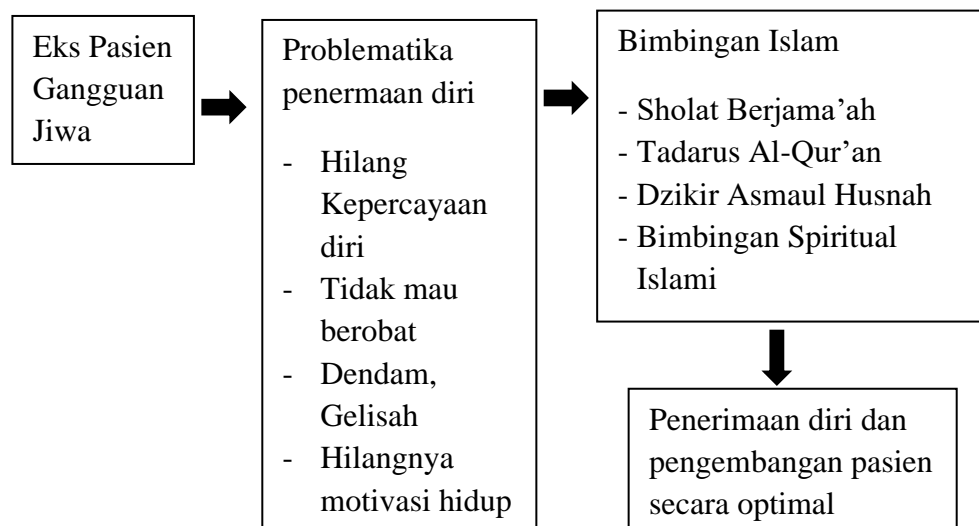 Eks Pasien
Gangguan
Jiwa
Problematika
penermaan diri
- Hilang
Kepercayaan
diri
- Tidak mau
berobat
- Dendam,
Gelisah
- Hilangnya
motivasi hidup
Bimbingan Islam
- Sholat Berjama’ah
- Tadarus Al-Qur’an
- Dzikir Asmaul Husnah
- Bimbingan Spiritual
Islami
Penerimaan diri dan
pengembangan pasien
secara optimal